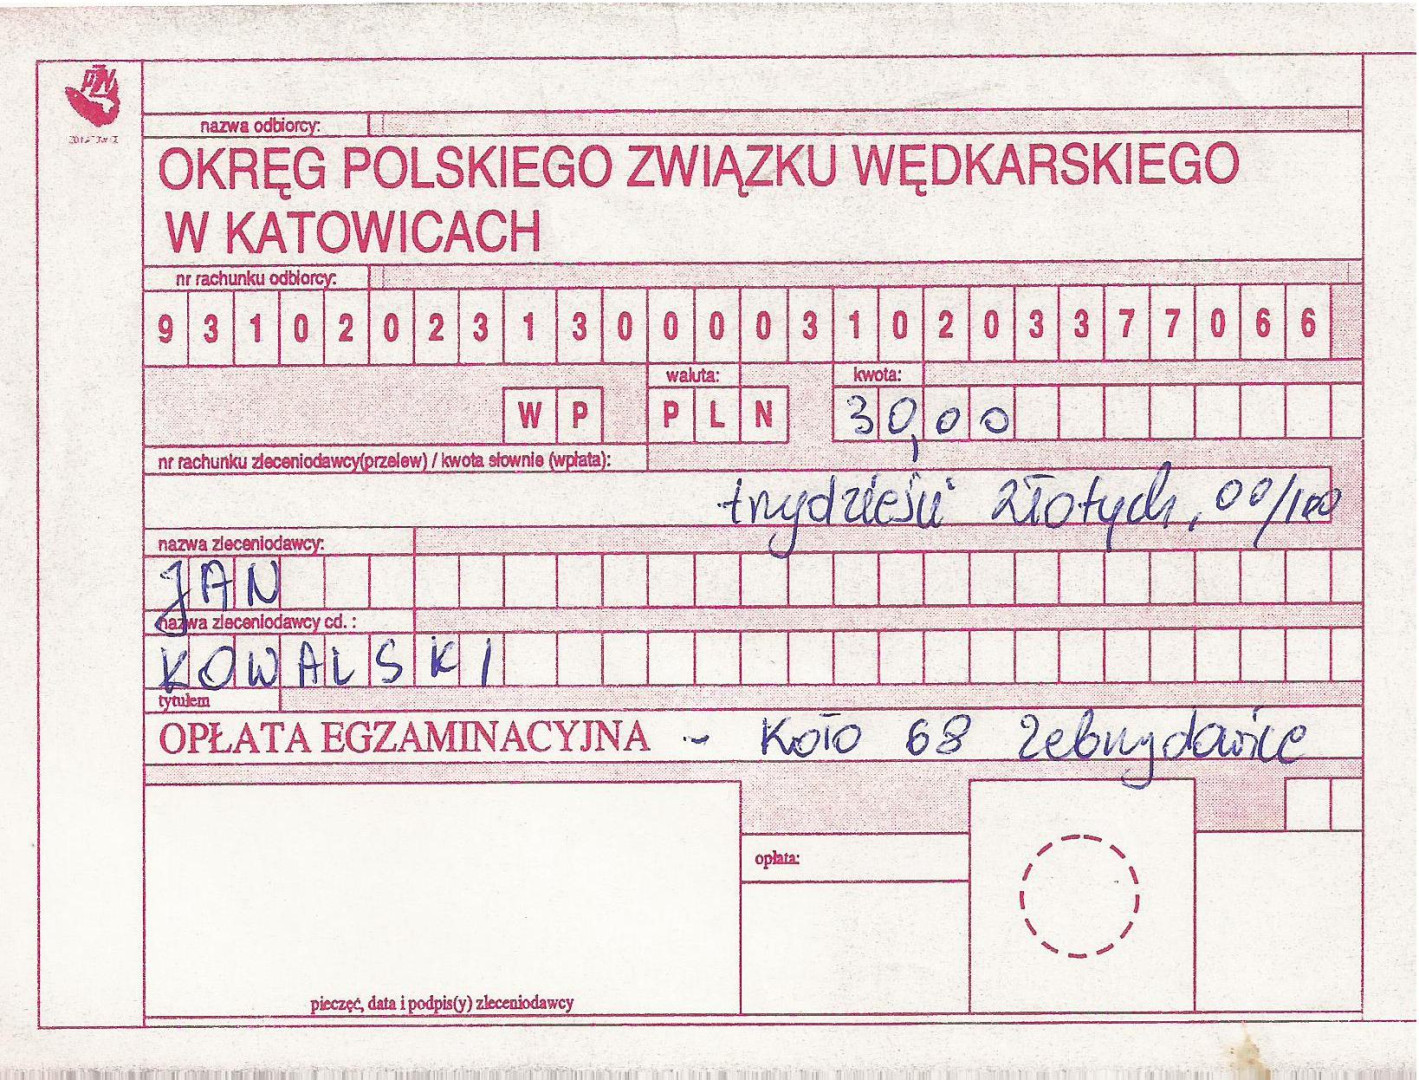 PZW
nazwa odbiorcy:
OKRĘG POLSKIEGO ZWIĄZKU WĘDKARSKIEGO
W KATOWICACH
nr rachunku odbiorcy:
93102023130000310203377066
waluta: kwota:
WP PLN 30,00
nr rachunku zleceniodawcy(przelew) / kwota słownie (wpłata):
trzydzieści złotych, 00/100
nazwa zleceniodawcy:
JAN
nazwa zleceniodawcy cd. :
KOWALSKI
tytułem
OPŁATA EGZAMINACYJNA - Koło 68 Zebrzydowice
opłata:
pieczęć, data i podpis(y) zleceniodawcy